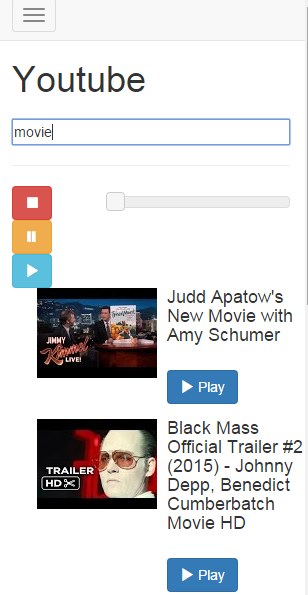 Youtube
movie
Judd Apatow's
New Movie with
Amy Schumer
JIMMY
Kimmel
LIVE!
Play
Black Mass
Official Trailer #2
(2015) - Johnny
Depp, Benedict
Cumberbatch
Movie HD
TRAILER
HD
Play